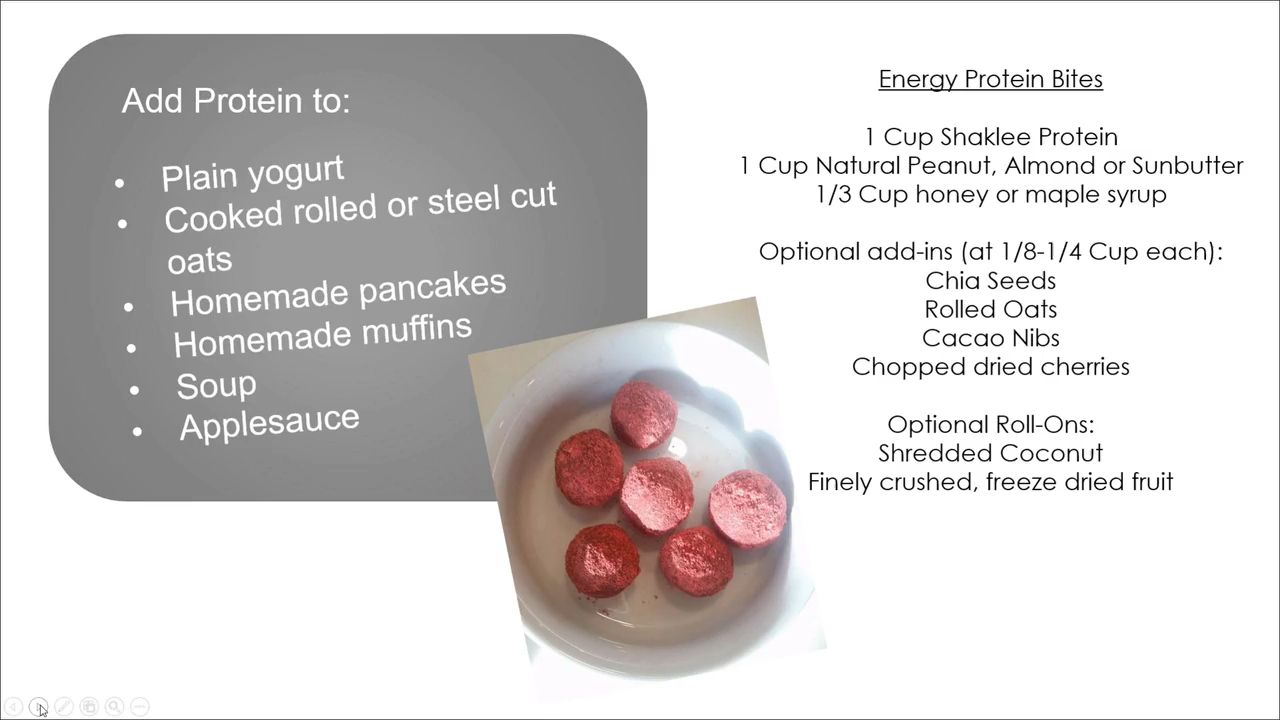 Add Protein to:
• Plain yogurt
• Cooked rolled or steel cut
oats
• Homemade pancakes
• Homemade muffins
• Soup
• Applesauce
Energy Protein Bites
1 Cup Shaklee Protein
1 Cup Natural Peanut, Almond or Sunbutter
1/3 Cup honey or maple syrup
Optional add-ins (at 1/8-1/4 Cup each):
Chia Seeds
Rolled Oats
Cacao Nibs
Chopped dried cherries
Optional Roll-Ons:
Shredded Coconut
Finely crushed, freeze dried fruit